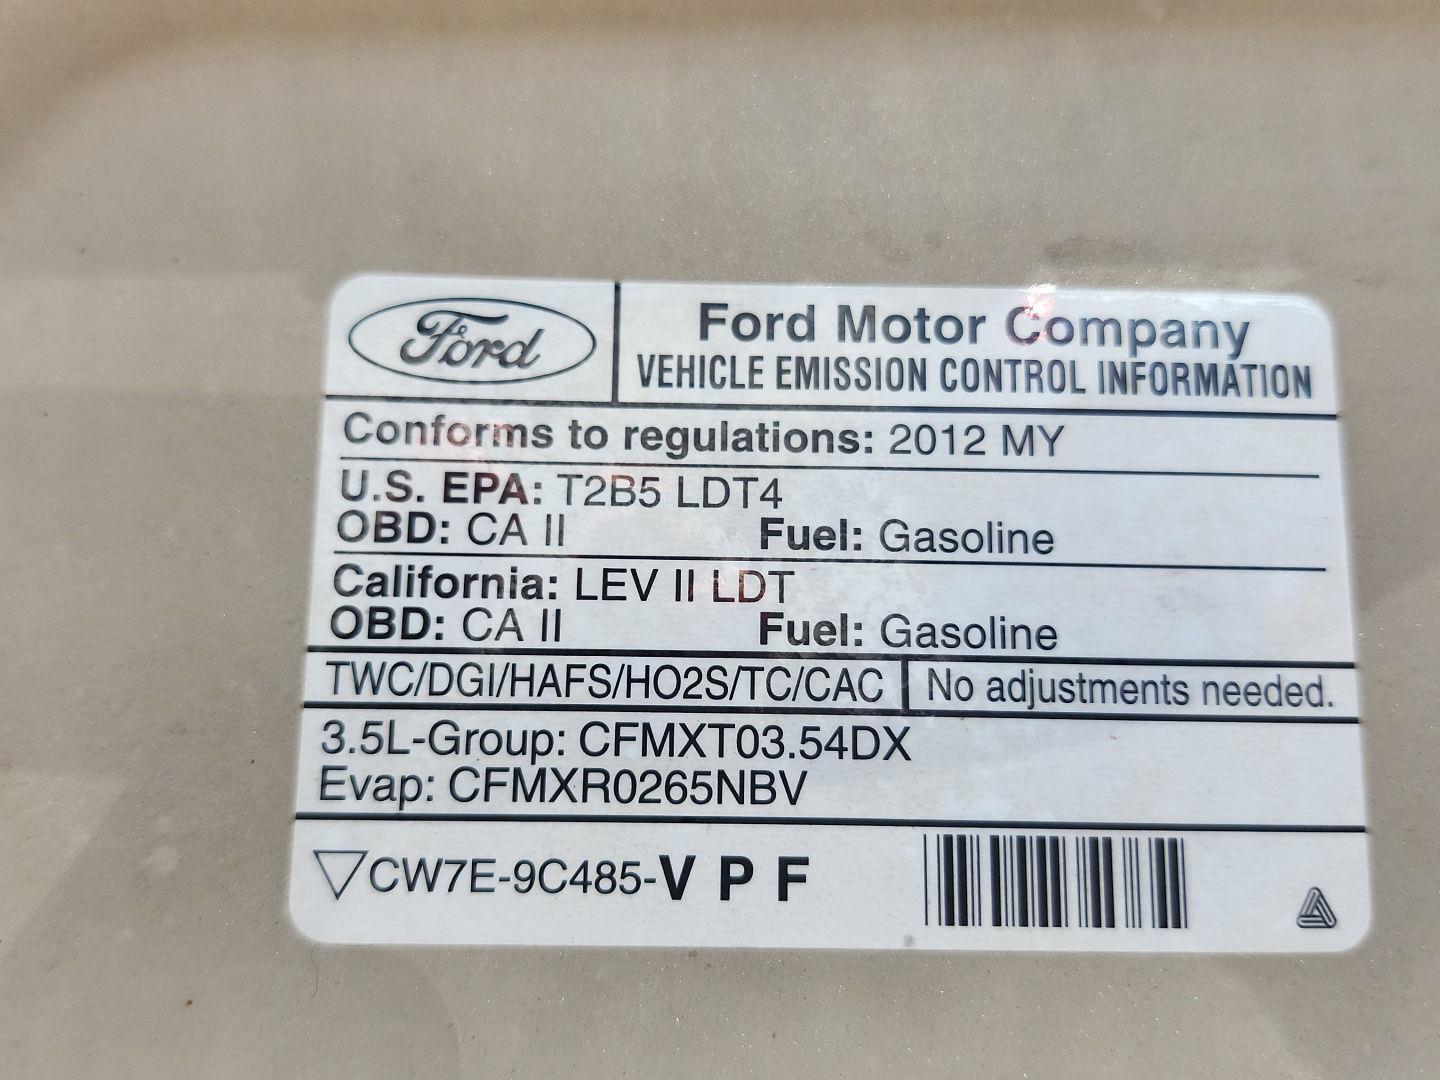 Ford
Ford Motor Company
VEHICLE EMISSION CONTROL INFORMATION
Conforms to regulations: 2012 MY
U.S. EPA: T2B5 LDT4
OBD: CA II Fuel: Gasoline
California: LEV II LDT
OBD: CA II Fuel: Gasoline
TWC/DGI/HAFS/HO2S/TC/CAC No adjustments needed.
3.5L-Group: CFMXT03.54DX
Evap: CFMXR0265NBV
CW7E-9C485-VPF